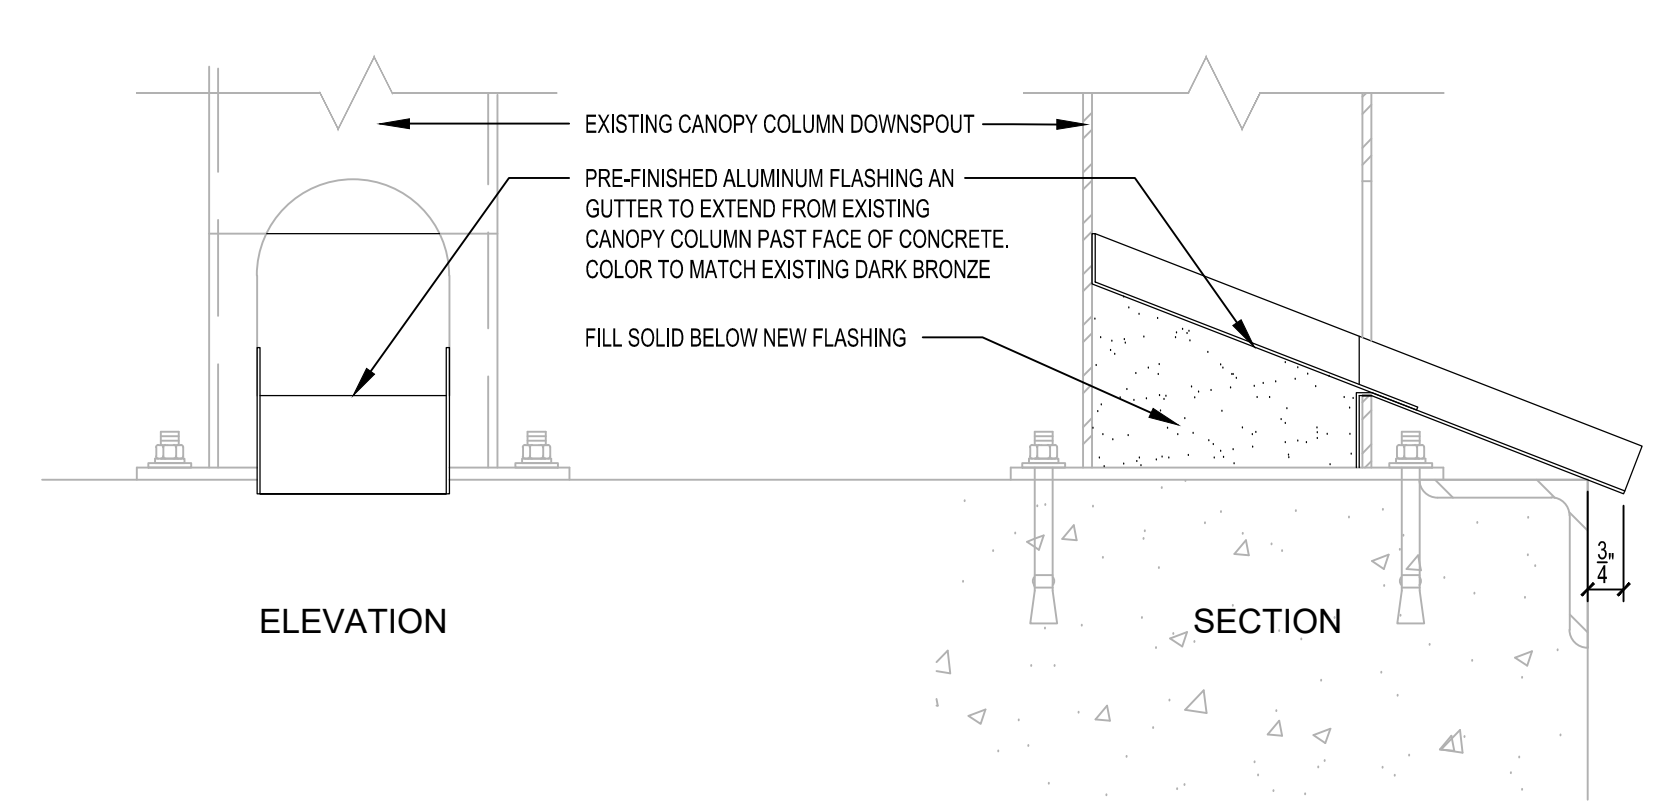 EXISTING CANOPY COLUMN DOWNSPOUT
PRE-FINISHED ALUMINUM FLASHING AN
GUTTER TO EXTEND FROM EXISTING
CANOPY COLUMN PAST FACE OF CONCRETE.
COLOR TO MATCH EXISTING DARK BRONZE
FILL SOLID BELOW NEW FLASHING
3/4"
ELEVATION
SECTION